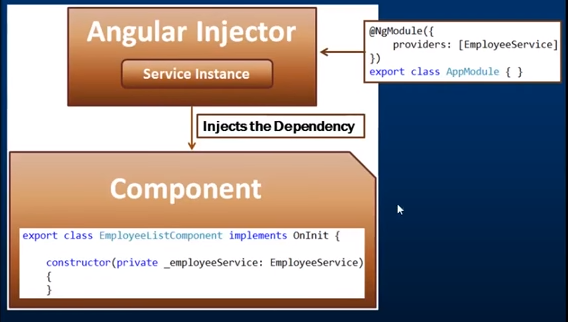 Angular Injector
Service Instance
@NgModule({
    providers: [EmployeeService]
})
export class AppModule { }
Injects the Dependency
Component
export class EmployeeListComponent implements OnInit {
    constructor(private _employeeService: EmployeeService)
    {
    }